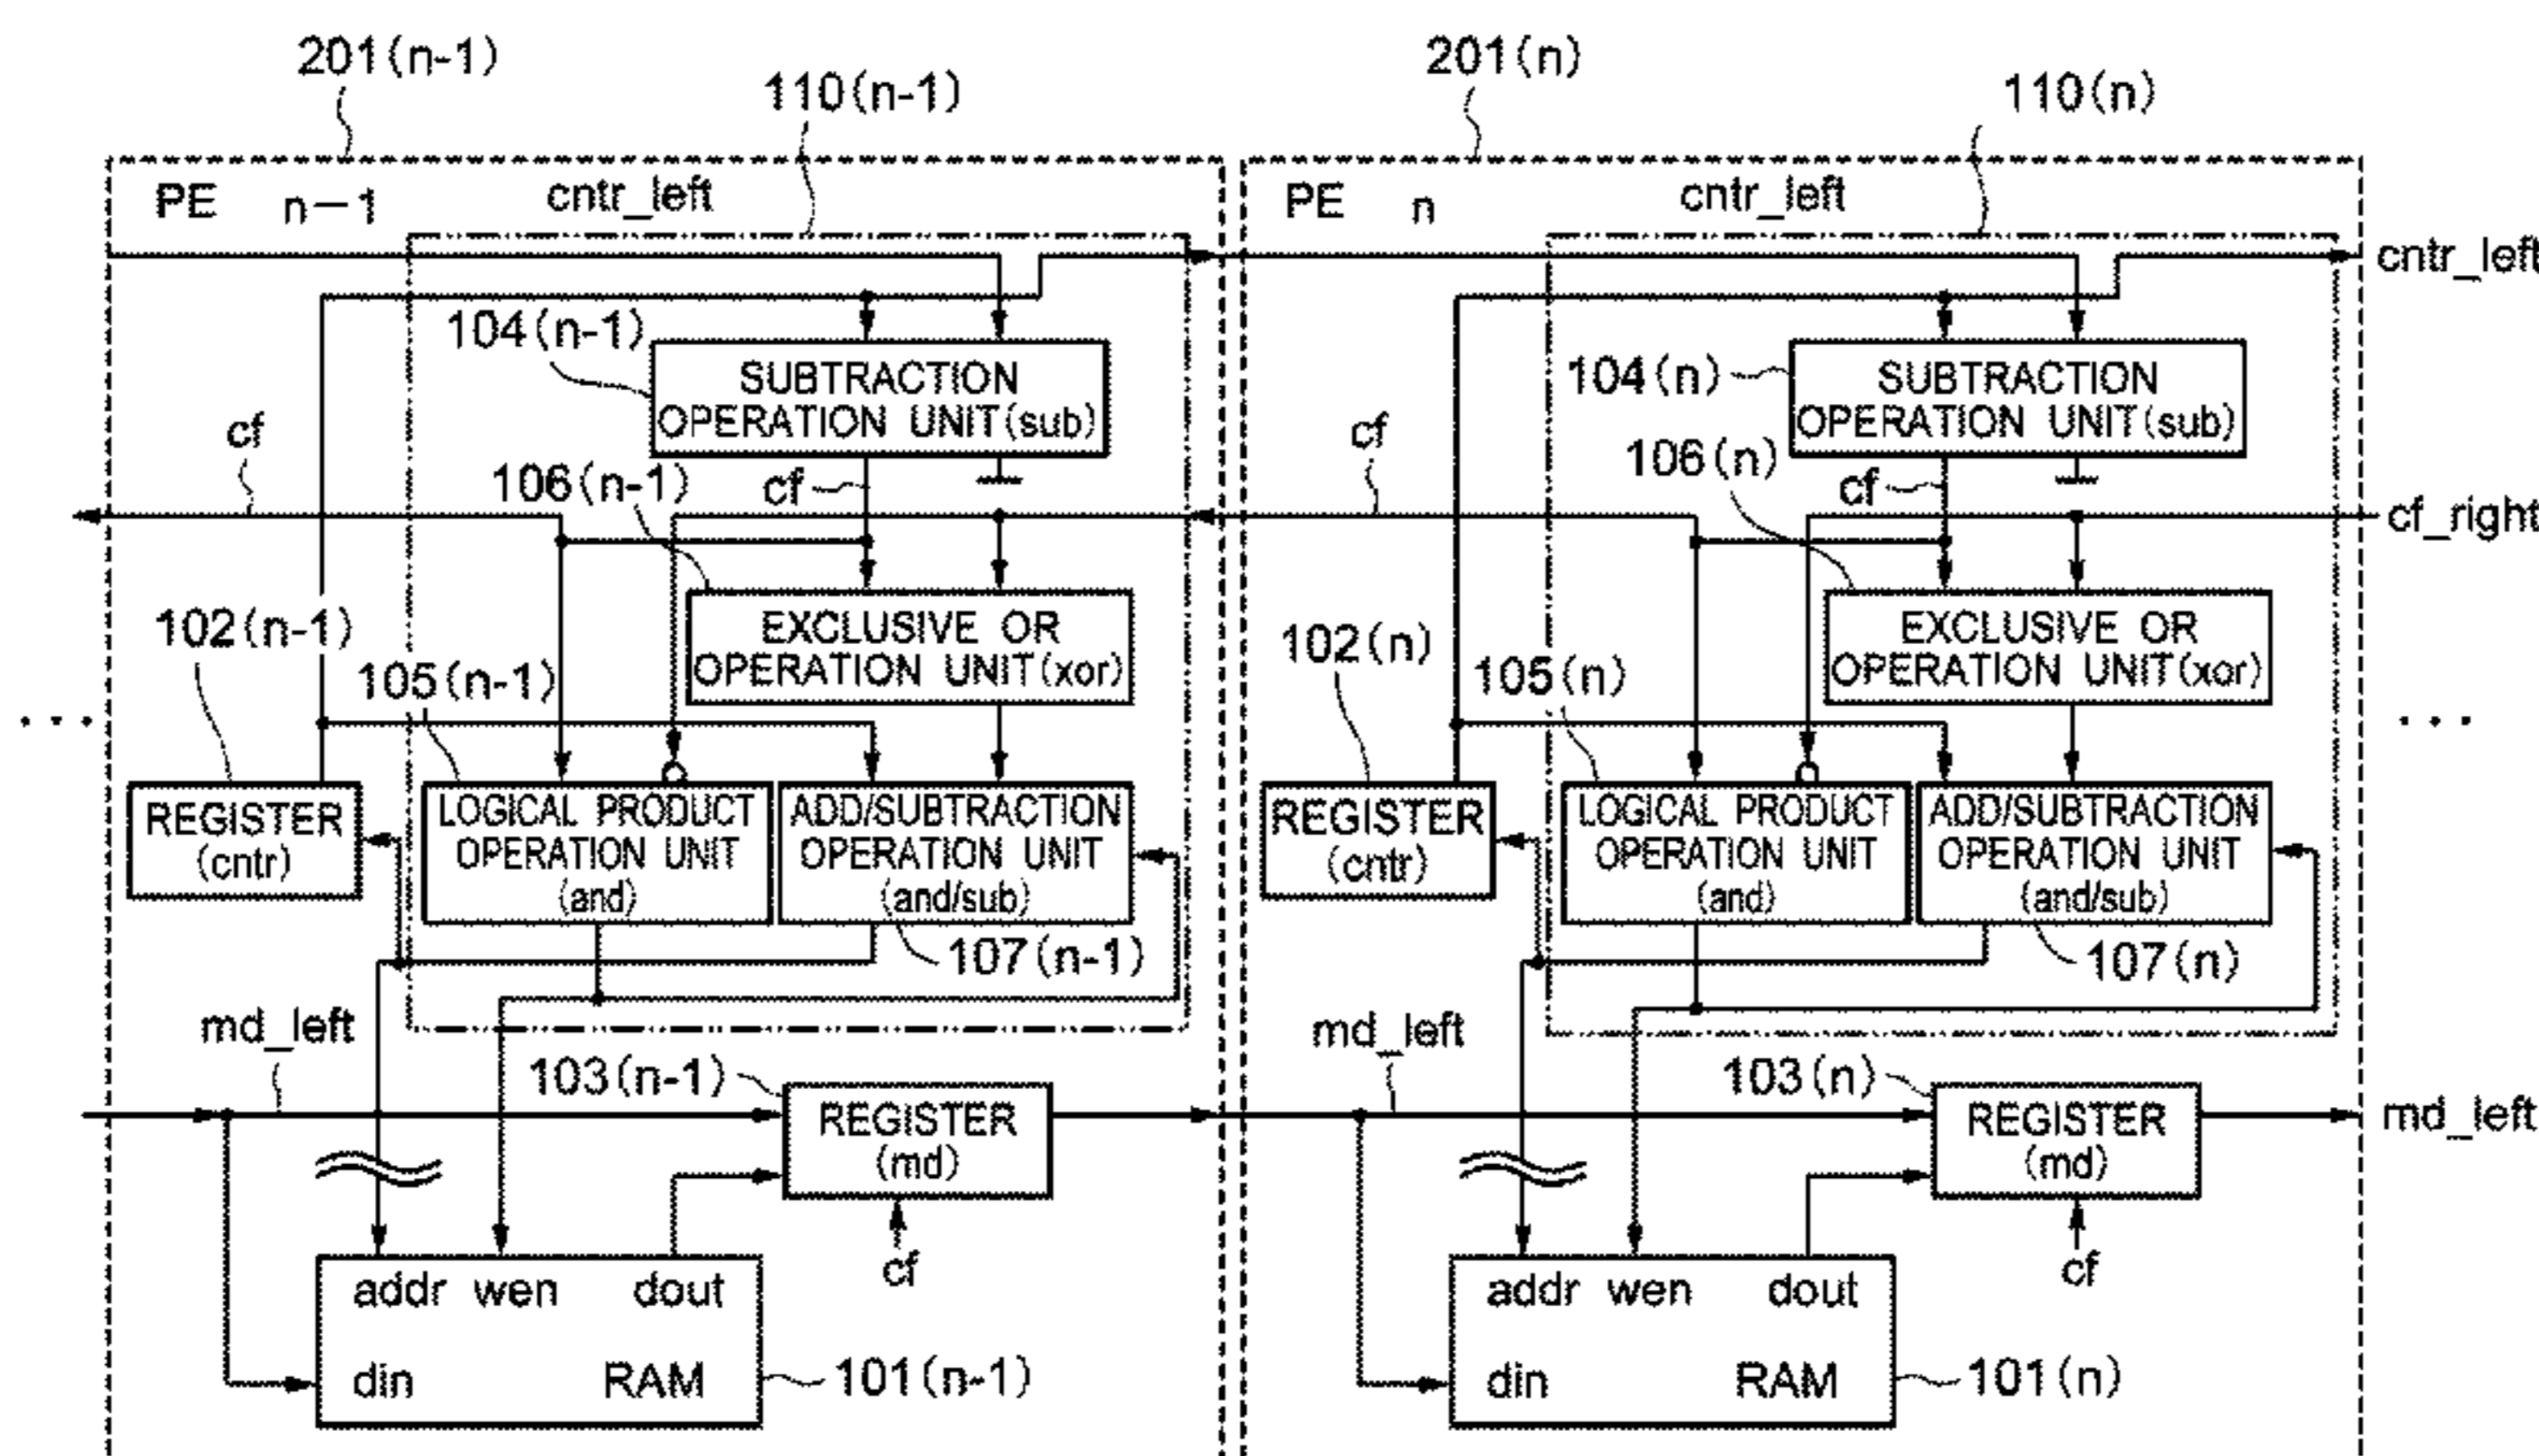 201(n-1)
110(n-1)
201(n)
110(n)
PE n-1
cntr_left
PE n
cntr_left
cntr_left
104(n-1)
SUBTRACTION
OPERATION UNIT(sub)
104(n)
SUBTRACTION
OPERATION UNIT(sub)
cf
106(n-1)
cf
cf
106(n)
cf
cf_right
102(n-1)
105(n-1)
EXCLUSIVE OR
OPERATION UNIT(xor)
102(n)
105(n)
EXCLUSIVE OR
OPERATION UNIT(xor)
...
...
REGISTER
(cntr)
LOGICAL PRODUCT
OPERATION UNIT
(and)
ADD/SUBTRACTION
OPERATION UNIT
(and/sub)
REGISTER
(cntr)
LOGICAL PRODUCT
OPERATION UNIT
(and)
ADD/SUBTRACTION
OPERATION UNIT
(and/sub)
107(n-1)
107(n)
md_left
103(n-1)
REGISTER
(md)
md_left
103(n)
REGISTER
(md)
md_left
cf
cf
addr wen dout
din RAM
101(n-1)
addr wen dout
din RAM
101(n)